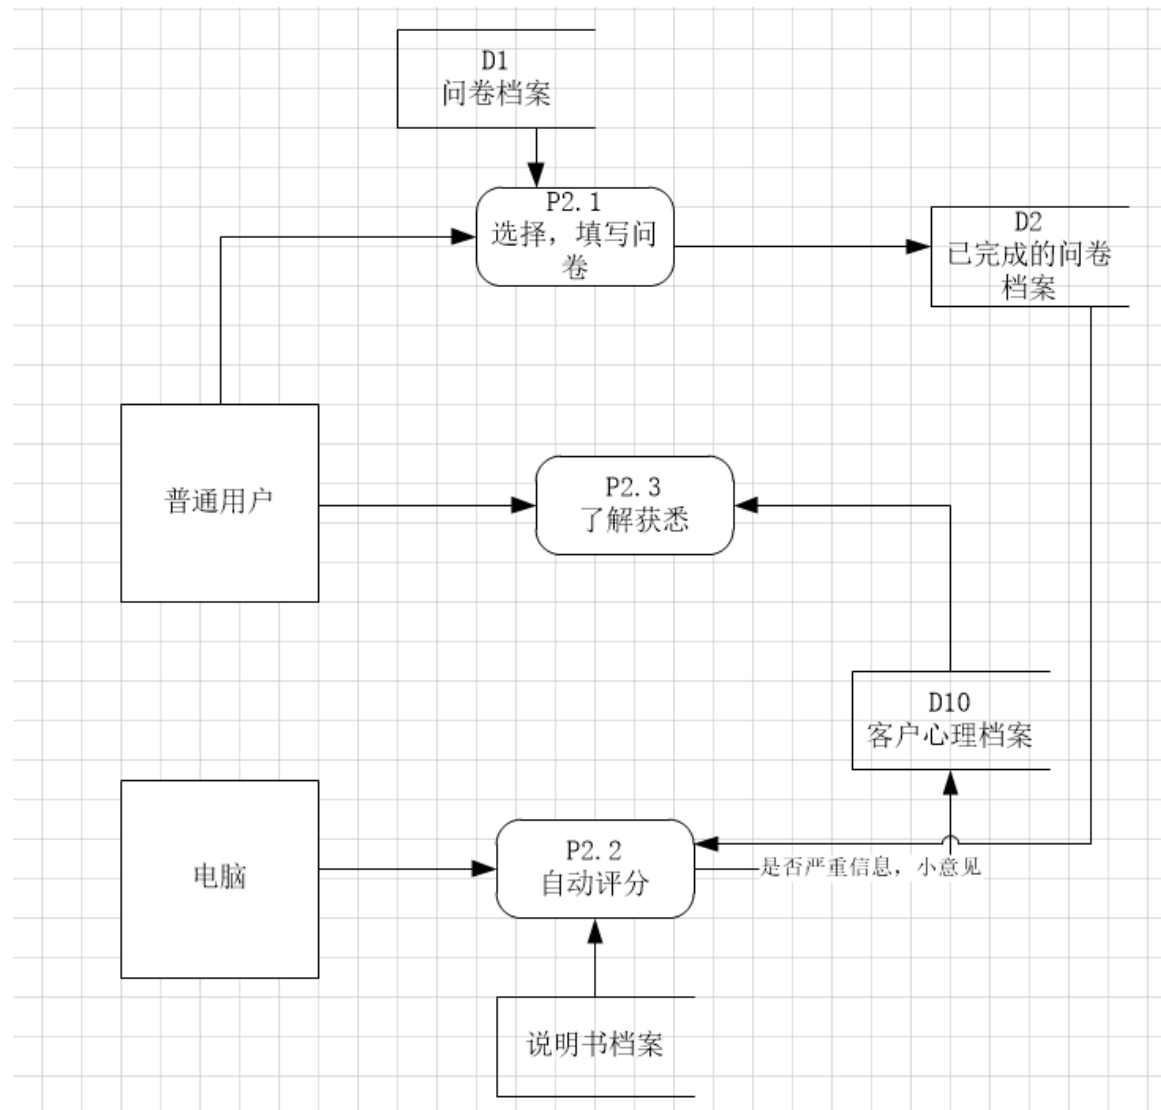 D1
问卷档案
P2.1
选择，填写问
卷
D2
已完成的问卷
档案
普通用户
P2.3
了解获悉
D10
客户心理档案
电脑
P2.2
自动评分
是否严重信息，小意见
说明书档案